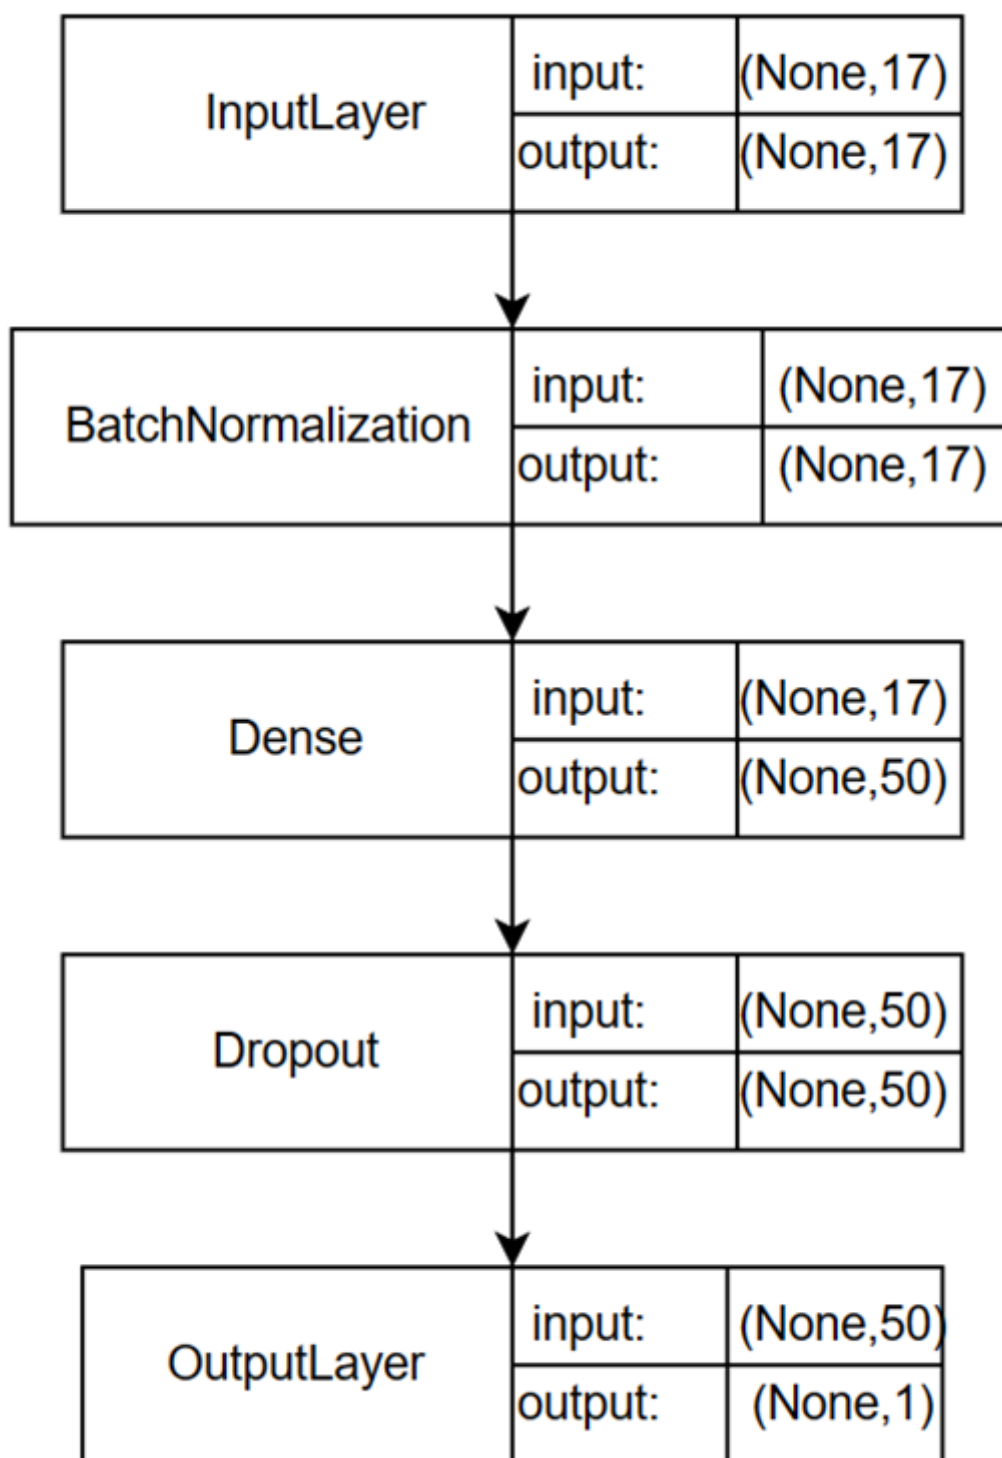 InputLayer
input: (None,17)
output: (None,17)
BatchNormalization
input: (None,17)
output: (None,17)
Dense
input: (None,17)
output: (None,50)
Dropout
input: (None,50)
output: (None,50)
OutputLayer
input: (None,50)
output: (None,1)